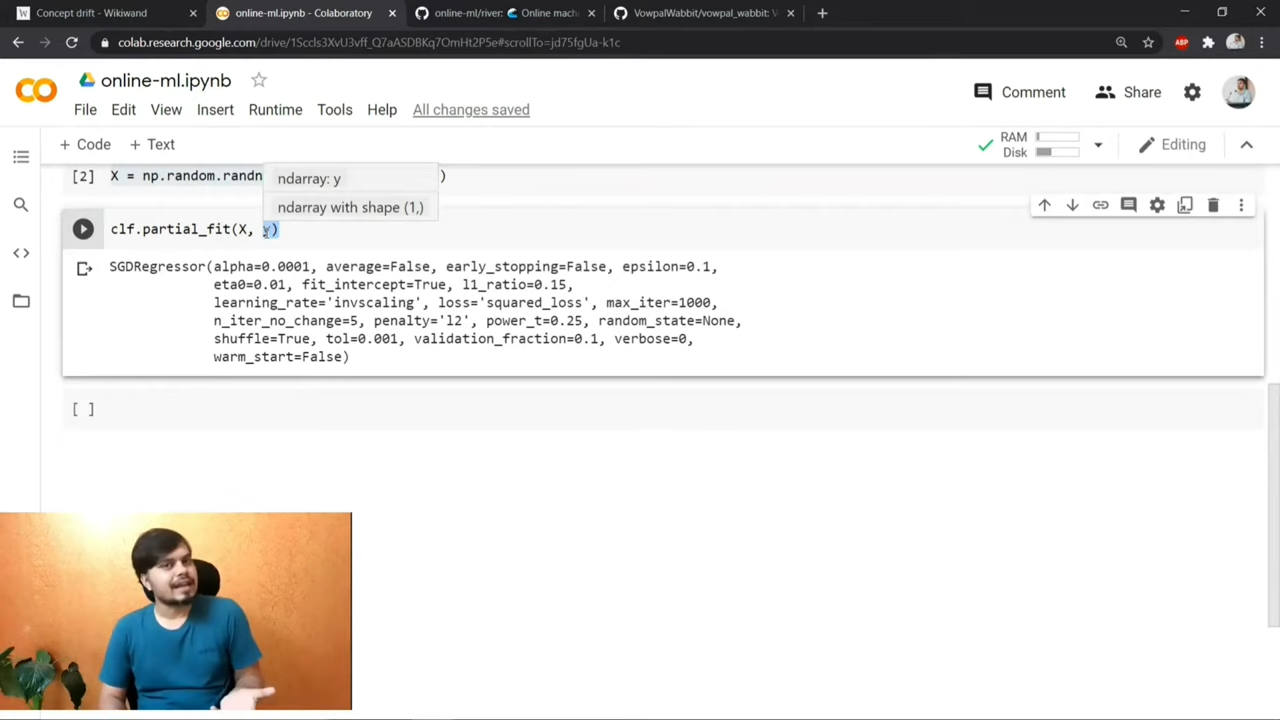 Concept drift - Wikiwand
online-ml.ipynb - Colaboratory
online-ml/river: 🌊 Online mach
VowpalWabbit/vowpal_wabbit: V
colab.research.google.com/drive/1Sccls3XvU3vff_Q7aASDBKq7OmHt2P5e#scrollTo=jd75fgUa-k1c
ABP
online-ml.ipynb
Comment
Share
File Edit View Insert Runtime Tools Help All changes saved
+ Code + Text
RAM
Disk
Editing
[2] X = np.random.randn )
ndarray: y
ndarray with shape (1,)
clf.partial_fit(X, y)
SGDRegressor(alpha=0.0001, average=False, early_stopping=False, epsilon=0.1,
eta0=0.01, fit_intercept=True, l1_ratio=0.15,
learning_rate='invscaling', loss='squared_loss', max_iter=1000,
n_iter_no_change=5, penalty='l2', power_t=0.25, random_state=None,
shuffle=True, tol=0.001, validation_fraction=0.1, verbose=0,
warm_start=False)
[ ]